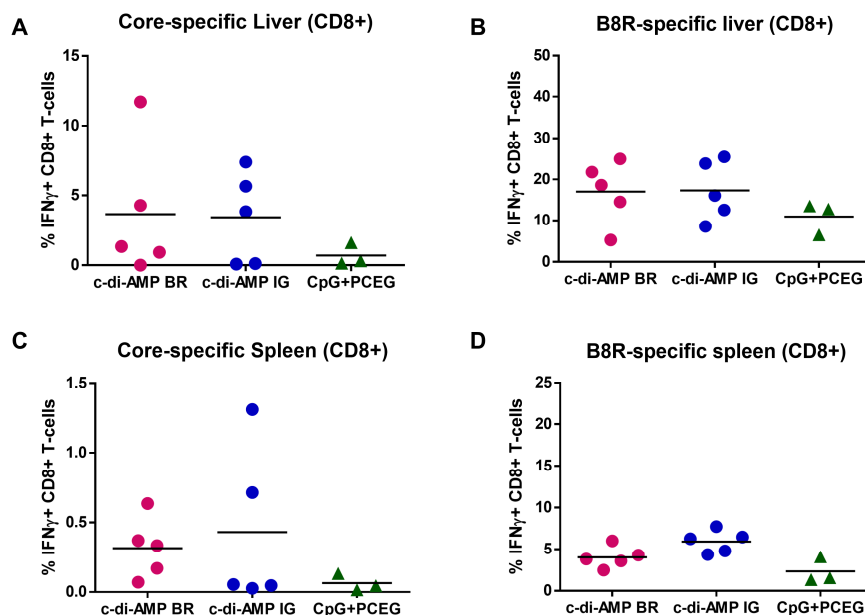 A
Core-specific Liver (CD8+)
% IFNγ+ CD8+ T-cells
15
10
5
0
c-di-AMP BR
c-di-AMP IG
CpG+PCEG
B
B8R-specific liver (CD8+)
% IFNγ+ CD8+ T-cells
50
40
30
20
10
0
c-di-AMP BR
c-di-AMP IG
CpG+PCEG
C
Core-specific Spleen (CD8+)
% IFNγ+ CD8+ T-cells
1.5
1.0
0.5
0.0
c-di-AMP BR
c-di-AMP IG
CpG+PCEG
D
B8R-specific spleen (CD8+)
% IFNγ+ CD8+ T-cells
25
20
15
10
5
0
c-di-AMP BR
c-di-AMP IG
CpG+PCEG